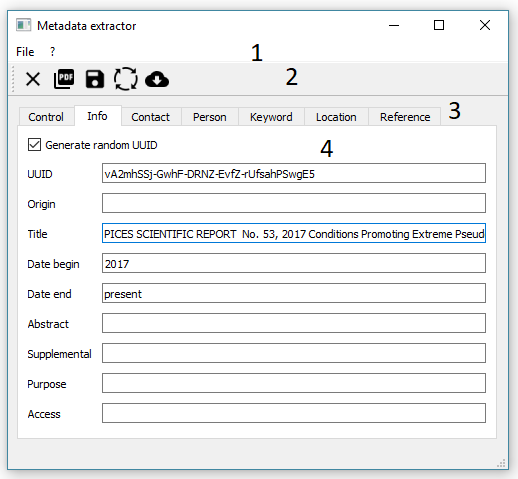 Metadata extractor
File ? 1
PDF 2
Control Info Contact Person Keyword Location Reference 3
Generate random UUID 4
UUID vA2mhSSj-GwhF-DRNZ-EvfZ-rUfsahPSwgE5
Origin
Title PICES SCIENTIFIC REPORT No. 53, 2017 Conditions Promoting Extreme Pseud
Date begin 2017
Date end present
Abstract
Supplemental
Purpose
Access